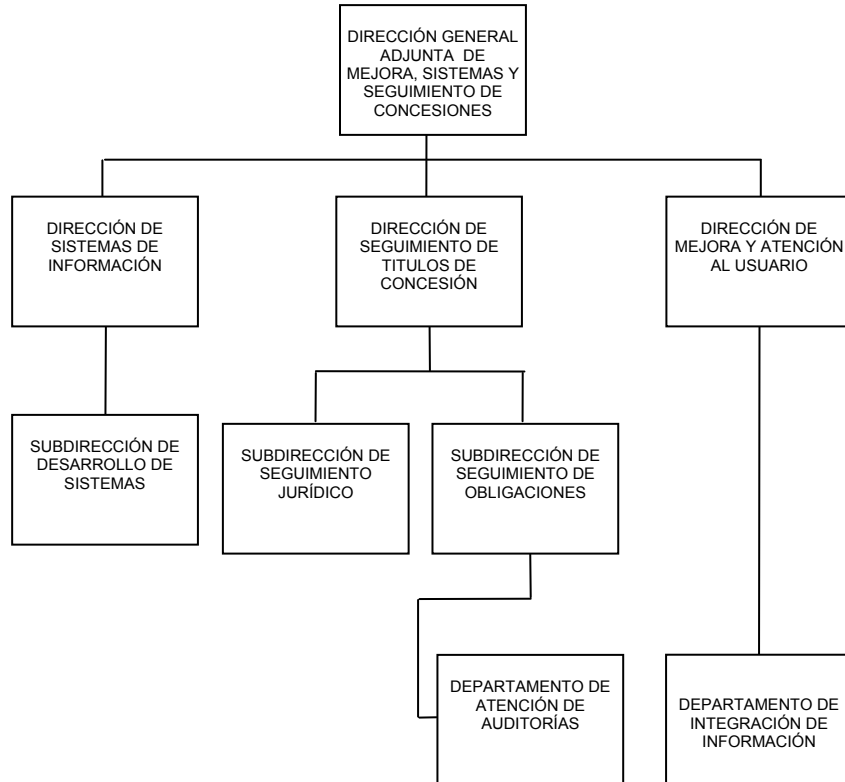 DIRECCIÓN GENERAL
ADJUNTA DE
MEJORA, SISTEMAS Y
SEGUIMIENTO DE
CONCESIONES
DIRECCIÓN DE
SISTEMAS DE
INFORMACIÓN
DIRECCIÓN DE
SEGUIMIENTO DE
TITULOS DE
CONCESIÓN
DIRECCIÓN DE
MEJORA Y ATENCIÓN
AL USUARIO
SUBDIRECCIÓN DE
DESARROLLO DE
SISTEMAS
SUBDIRECCIÓN DE
SEGUIMIENTO
JURÍDICO
SUBDIRECCIÓN DE
SEGUIMIENTO DE
OBLIGACIONES
DEPARTAMENTO DE
ATENCIÓN DE
AUDITORÍAS
DEPARTAMENTO DE
INTEGRACIÓN DE
INFORMACIÓN